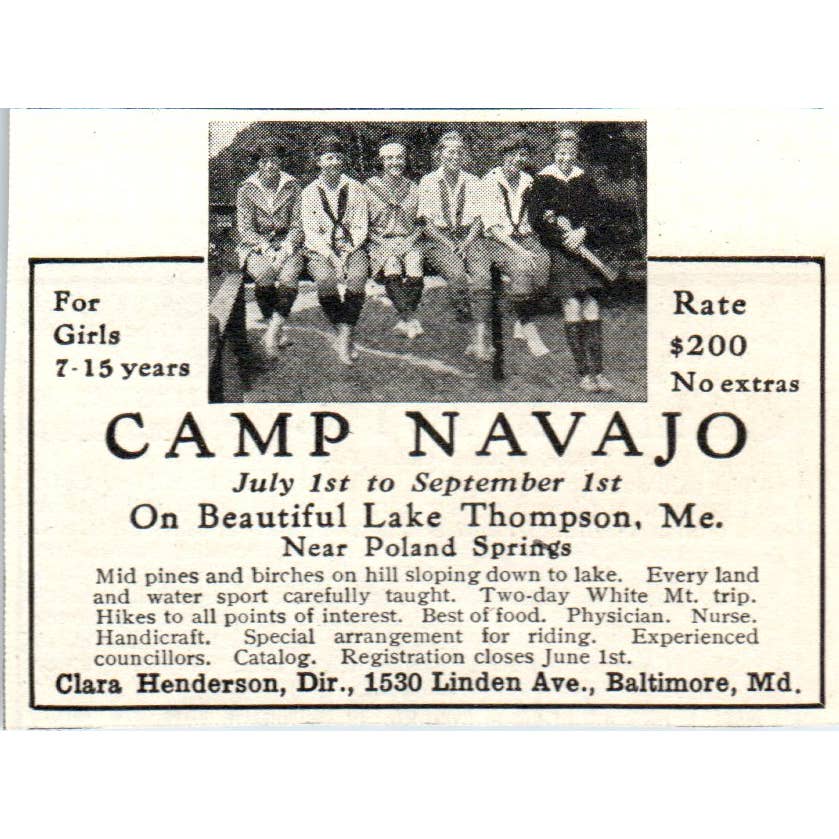 For
Girls
7-15 years
Rate
$200
No extras
CAMP NAVAJO
July 1st to September 1st
On Beautiful Lake Thompson, Me.
Near Poland Springs
Mid pines and birches on hill sloping down to lake. Every land
and water sport carefully taught. Two-day White Mt. trip.
Hikes to all points of interest. Best of food. Physician. Nurse.
Handicraft. Special arrangement for riding. Experienced
councillors. Catalog. Registration closes June 1st.
Clara Henderson, Dir., 1530 Linden Ave., Baltimore, Md.